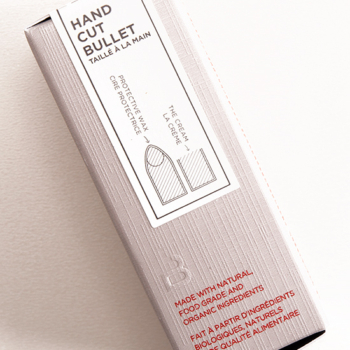 HAND
CUT
BULLET
TAILLÉ À LA MAIN
PROTECTIVE WAX
CIRE PROTECTRICE
THE CREAM
LA CRÈME
B
MADE WITH NATURAL,
FOOD GRADE AND
ORGANIC INGREDIENTS
FAIT À PARTIR D'INGRÉDIENTS
BIOLOGIQUES, NATURELS
DE QUALITÉ ALIMENTAIRE